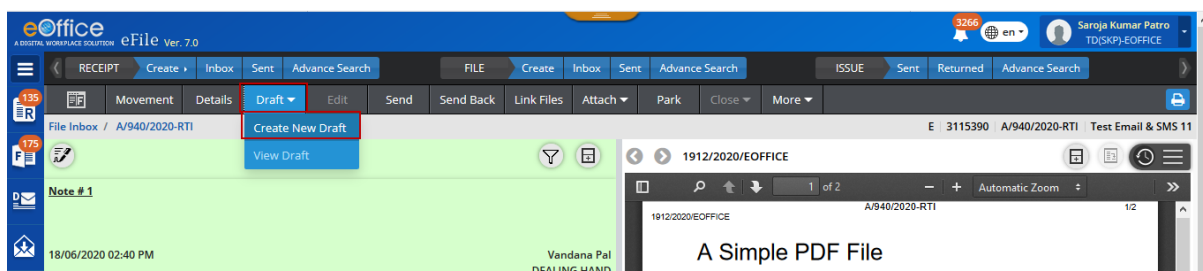 eOffice
A DIGITAL WORKPLACE SOLUTION
eFile Ver. 7.0
3266
en
Saroja Kumar Patro
TD(SKP)-EOFFICE
RECEIPT Create Inbox Sent Advance Search FILE Create Inbox Sent Advance Search ISSUE Sent Returned Advance Search
135
R
Movement Details Draft Edit Send Send Back Link Files Attach Park Close More
File Inbox / A/940/2020-RTI
E 3115390 A/940/2020-RTI Test Email & SMS 11
Create New Draft
View Draft
175
F
1912/2020/EOFFICE
Note # 1
1 of 2
Automatic Zoom
D
1912/2020/EOFFICE
A/940/2020-RTI
1/2
A Simple PDF File
18/06/2020 02:40 PM
Vandana Pal
DEALING HAND